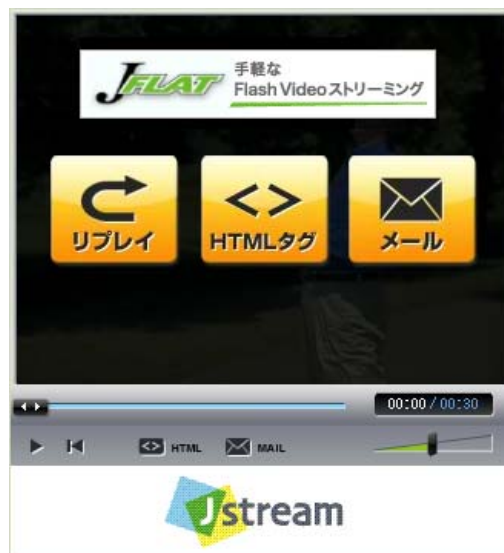 JFLAT
手軽な
Flash Videoストリーミング
リプレイ
HTMLタグ
メール
00:00/00:30
HTML
MAIL
Jstream